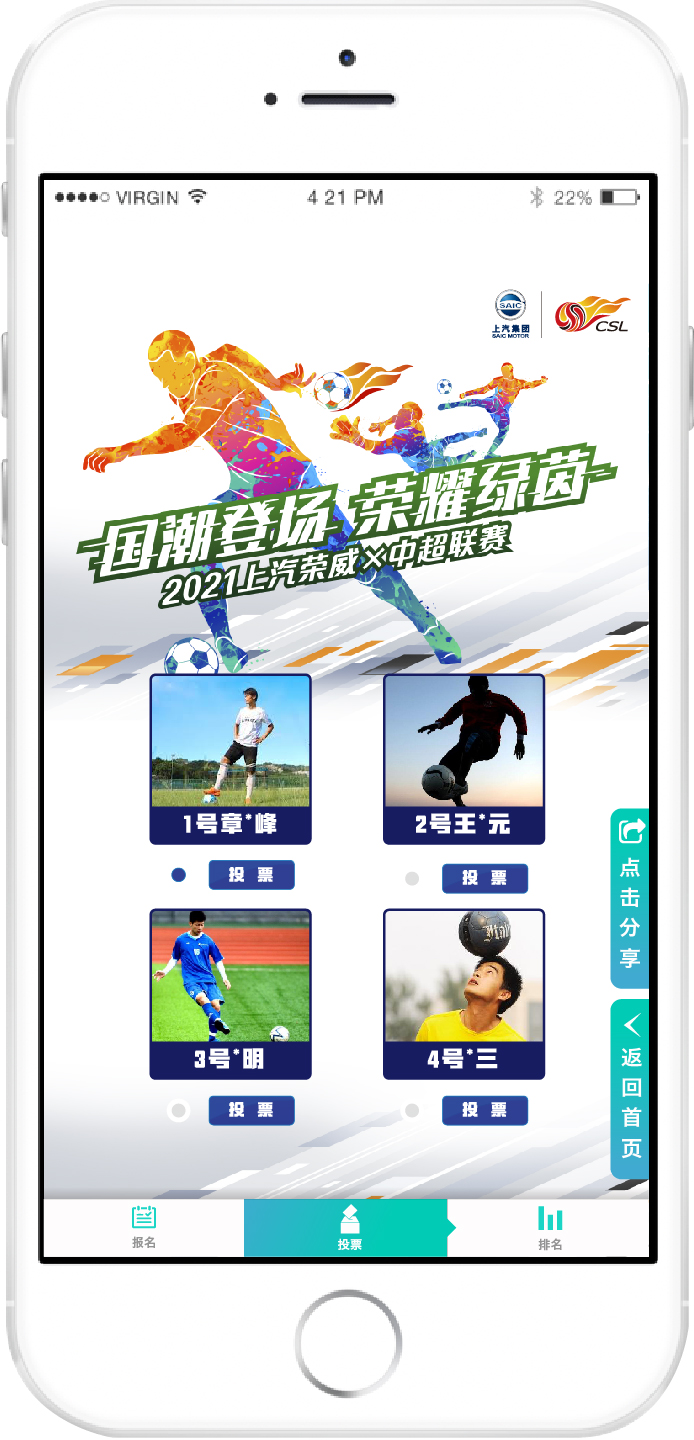 VIRGIN
4 21 PM
22%
SAIC
上汽集团
SAIC MOTOR
CSL
国潮登场 荣耀绿茵
2021上汽荣威×中超联赛
1号章*峰
2号王*元
投 票
投 票
3号*明
4号*三
投 票
投 票
点击分享
返回首页
报名
投票
排名